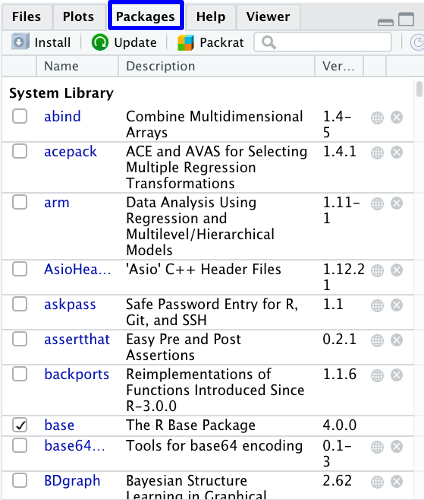 Files Plots Packages Help Viewer
Install Update Packrat
Name Description Ver...
System Library
abind Combine Multidimensional 1.4-
Arrays 5
acepack ACE and AVAS for Selecting 1.4.1
Multiple Regression
Transformations
arm Data Analysis Using 1.11-
Regression and 1
Multilevel/Hierarchical
Models
AsioHea... 'Asio' C++ Header Files 1.12.2
1
askpass Safe Password Entry for R, 1.1
Git, and SSH
assertthat Easy Pre and Post 0.2.1
Assertions
backports Reimplementations of 1.1.6
Functions Introduced Since
R-3.0.0
base The R Base Package 4.0.0
base64... Tools for base64 encoding 0.1-
3
BDgraph Bayesian Structure 2.62
Learning in Graphical